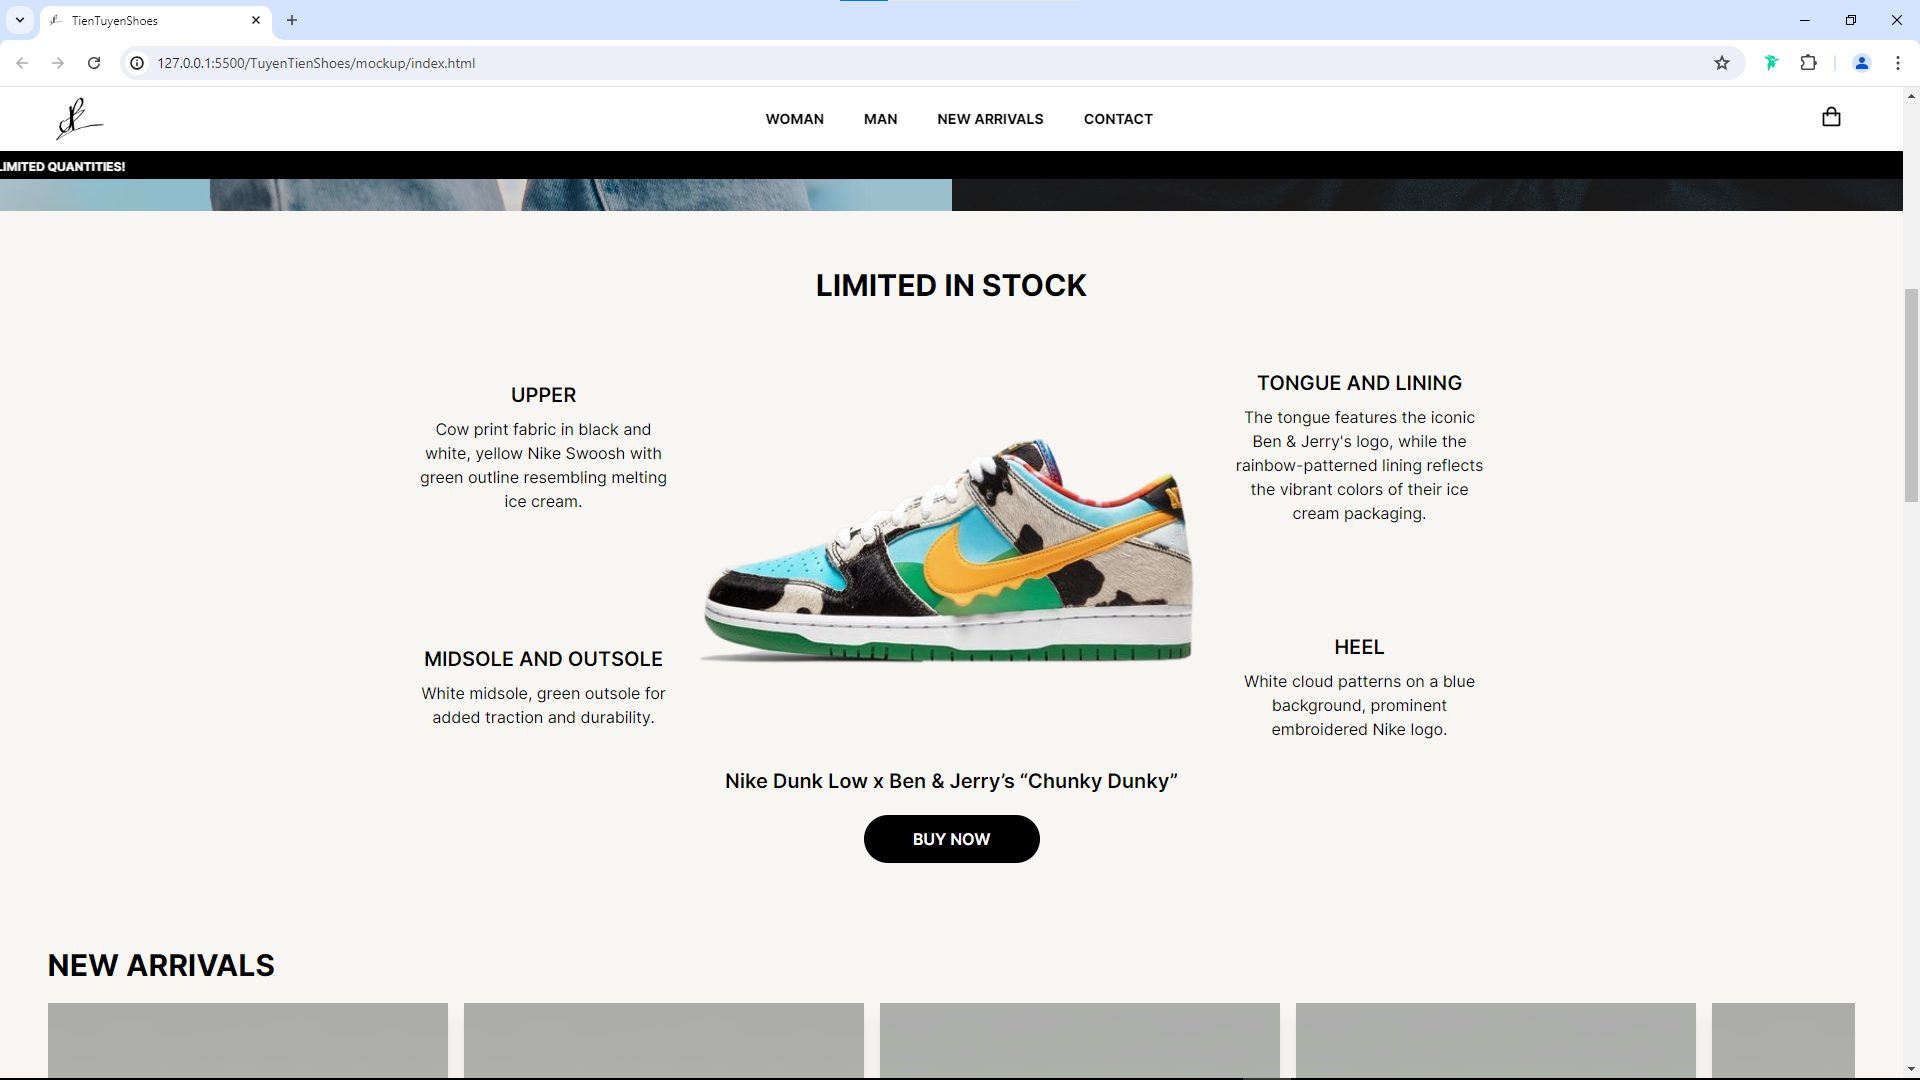 TienTuyenShoes
127.0.0.1:5500/TuyenTienShoes/mockup/index.html
WOMAN MAN NEW ARRIVALS CONTACT
LIMITED QUANTITIES!
LIMITED IN STOCK
UPPER
Cow print fabric in black and
white, yellow Nike Swoosh with
green outline resembling melting
ice cream.
MIDSOLE AND OUTSOLE
White midsole, green outsole for
added traction and durability.
TONGUE AND LINING
The tongue features the iconic
Ben & Jerry's logo, while the
rainbow-patterned lining reflects
the vibrant colors of their ice
cream packaging.
HEEL
White cloud patterns on a blue
background, prominent
embroidered Nike logo.
Nike Dunk Low x Ben & Jerry’s “Chunky Dunky”
BUY NOW
NEW ARRIVALS